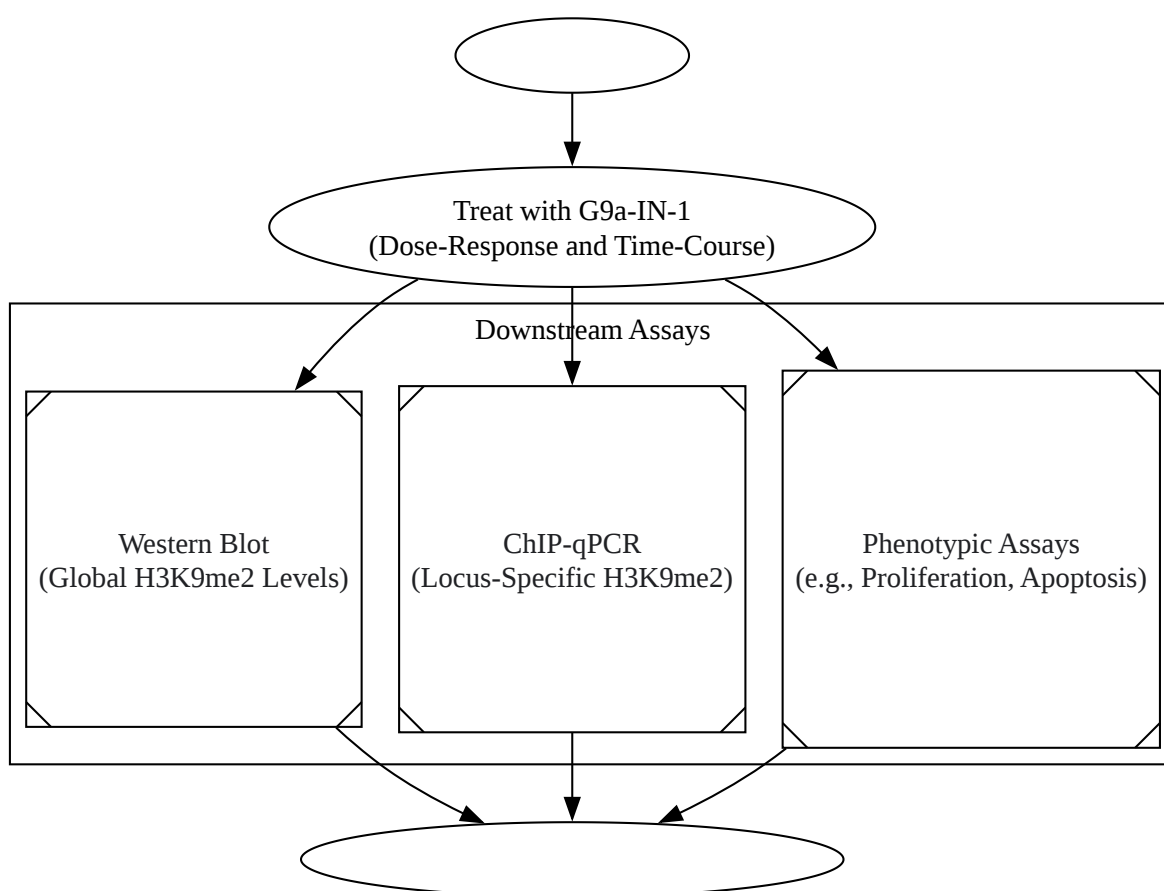 Treat with G9a-IN-1
(Dose-Response and Time-Course)
Downstream Assays
Western Blot
(Global H3K9me2 Levels)
ChIP-qPCR
(Locus-Specific H3K9me2)
Phenotypic Assays
(e.g., Proliferation, Apoptosis)